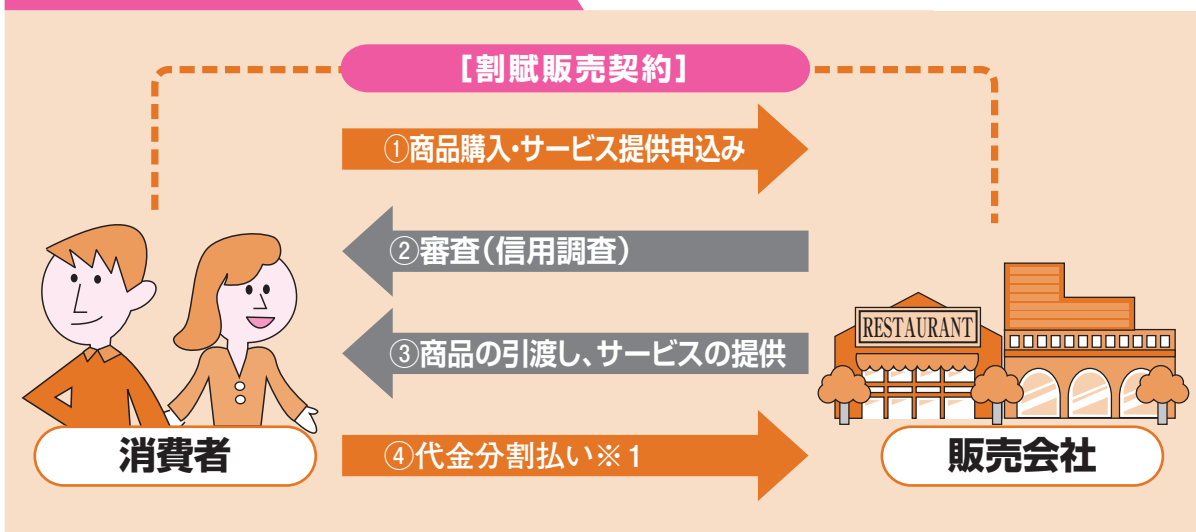 [割賦販売契約]
①商品購入・サービス提供申込み
②審査(信用調査)
RESTAURANT
③商品の引渡し、サービスの提供
消費者
④代金分割払い※1
販売会社